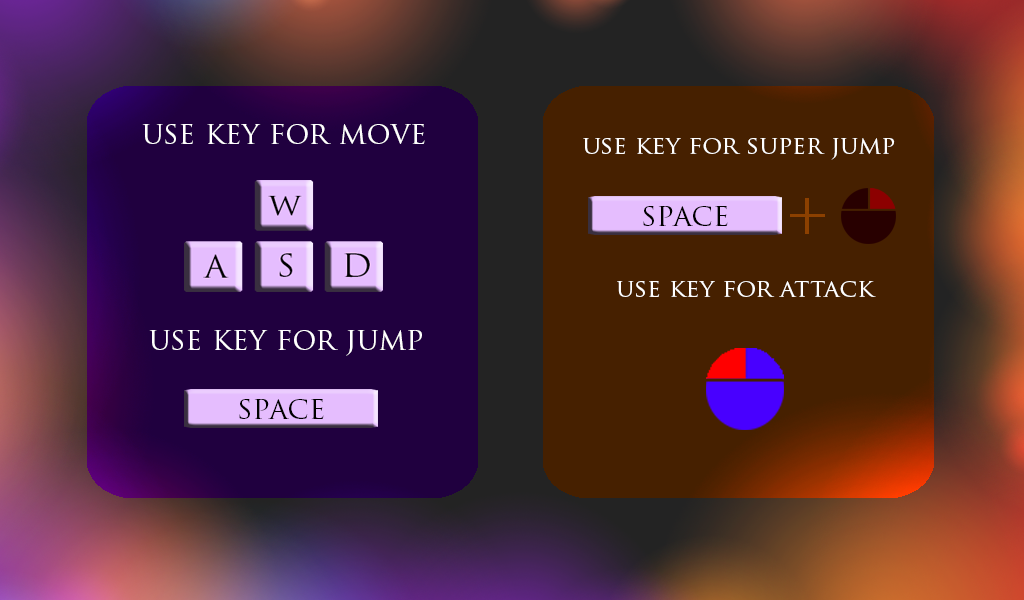 USE KEY FOR MOVE
W
A S D
USE KEY FOR JUMP
SPACE
USE KEY FOR SUPER JUMP
SPACE +
USE KEY FOR ATTACK